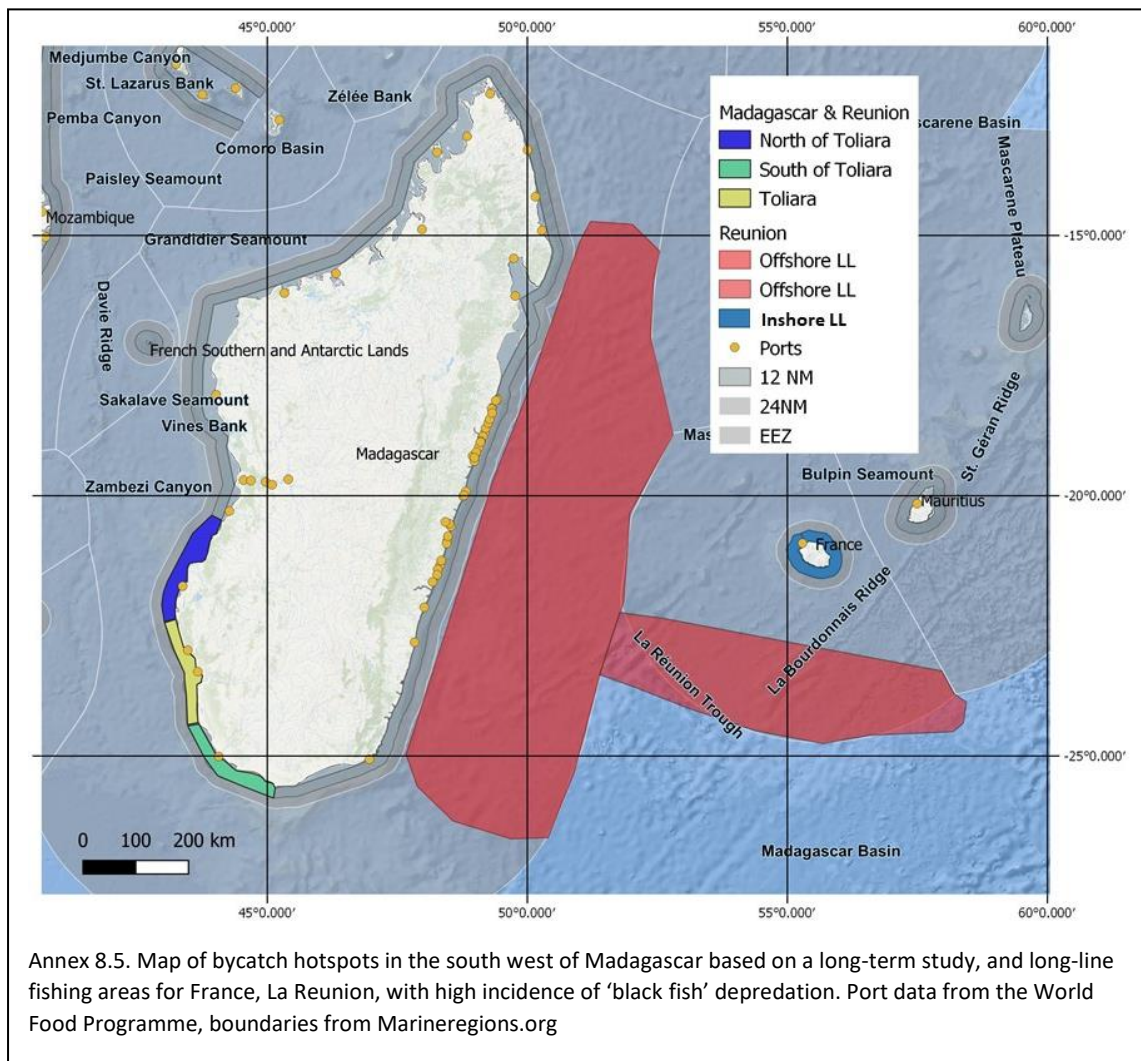 45°0.000′ 50°0.000′ 55°0.000′ 60°0.000′
Medjumbe Canyon
St. Lazarus Bank
Zélée Bank
Pemba Canyon
Comoro Basin
Paisley Seamount
Mozambique
Grandidier Seamount
Davie Ridge
French Southern and Antarctic Lands
Sakalave Seamount
Vines Bank
Madagascar
Zambezi Canyon
Madagascar & Reunion
North of Toliara
South of Toliara
Toliara
Reunion
Offshore LL
Offshore LL
Inshore LL
Ports
12 NM
24NM
EEZ
scarene Basin
Mascarene Plateau
-15°0.000′
St. Géran Ridge
Mas
Bulpin Seamount
-20°0.000′
Mauritius
France
La Bourdonnais Ridge
La Réunion Trough
-25°0.000′
Madagascar Basin
0 100 200 km
45°0.000′ 50°0.000′ 55°0.000′ 60°0.000′
Annex 8.5. Map of bycatch hotspots in the south west of Madagascar based on a long-term study, and long-line
fishing areas for France, La Reunion, with high incidence of ‘black fish’ depredation. Port data from the World
Food Programme, boundaries from Marineregions.org